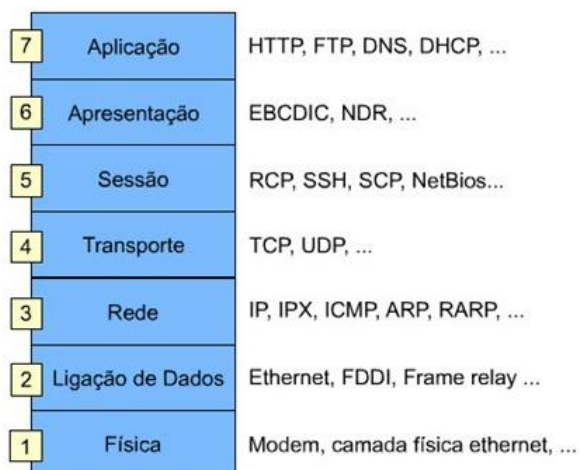 7 Aplicação HTTP, FTP, DNS, DHCP, ...
6 Apresentação EBCDIC, NDR, ...
5 Sessão RCP, SSH, SCP, NetBios...
4 Transporte TCP, UDP, ...
3 Rede IP, IPX, ICMP, ARP, RARP, ...
2 Ligação de Dados Ethernet, FDDI, Frame relay ...
1 Física Modem, camada física ethernet, ...